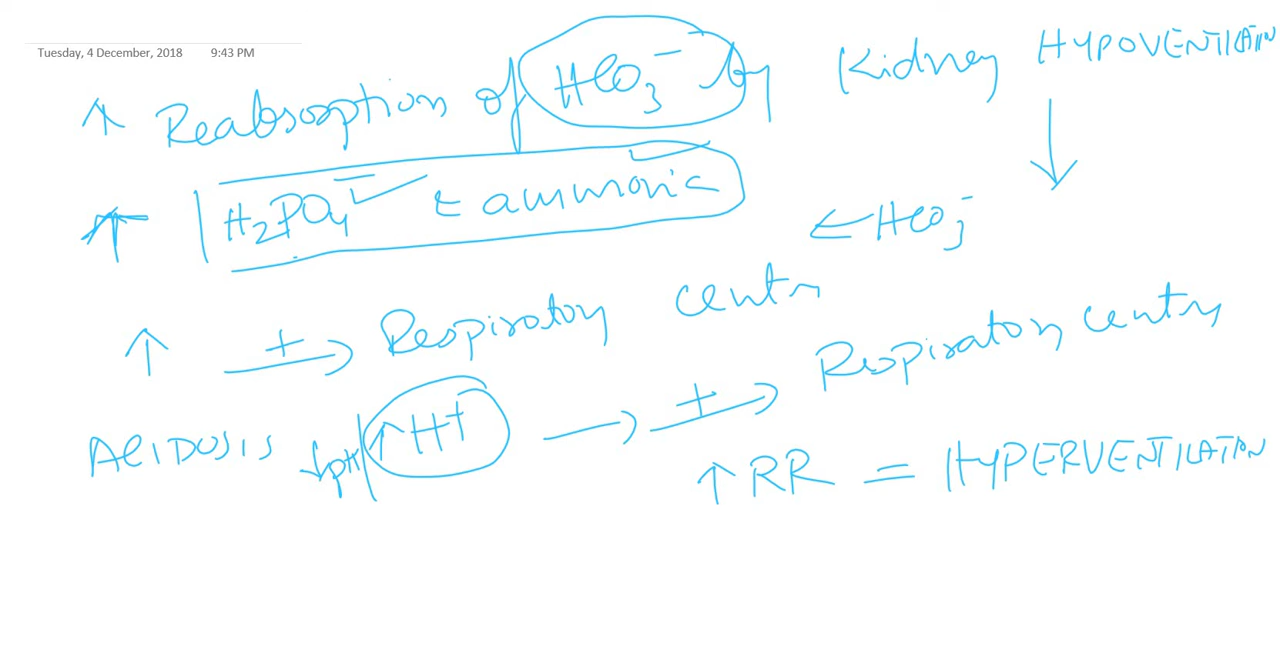 Tuesday, 4 December, 2018 9:43 PM
↑ Reabsorption of HCO3⁻ by Kidney HYPOVENTILATION
↑ H2PO4⁻ & ammonia
↓
← HCO3⁻
↑ + → Respiratory centre
ACIDOSIS ↓pH ↑H+ → + → Respiratory centre
↑ RR = HYPERVENTILATION